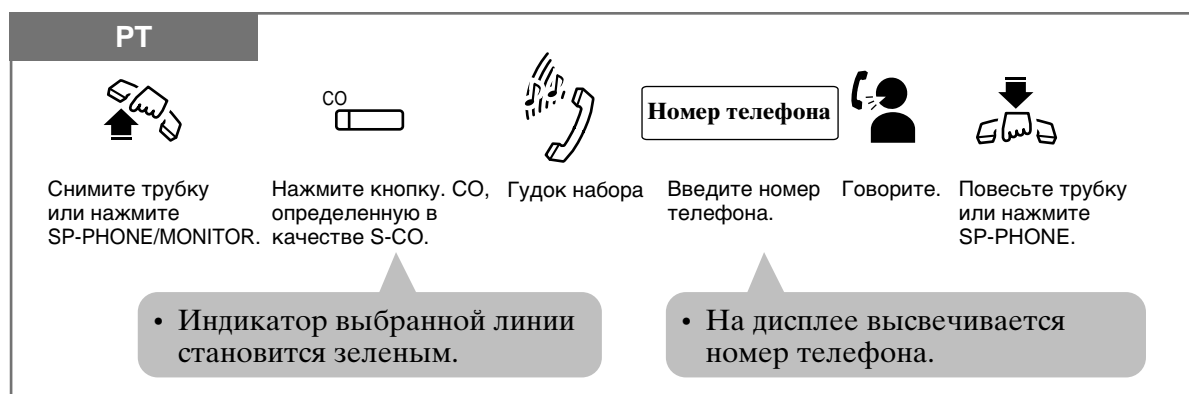 PT
CO
Номер телефона
Снимите трубку
или нажмите
SP-PHONE/MONITOR.
Нажмите кнопку. CO,
определенную в
качестве S-CO.
Гудок набора
Введите номер
телефона.
Говорите.
Повесьте трубку
или нажмите
SP-PHONE.
• Индикатор выбранной линии
становится зеленым.
• На дисплее высвечивается
номер телефона.